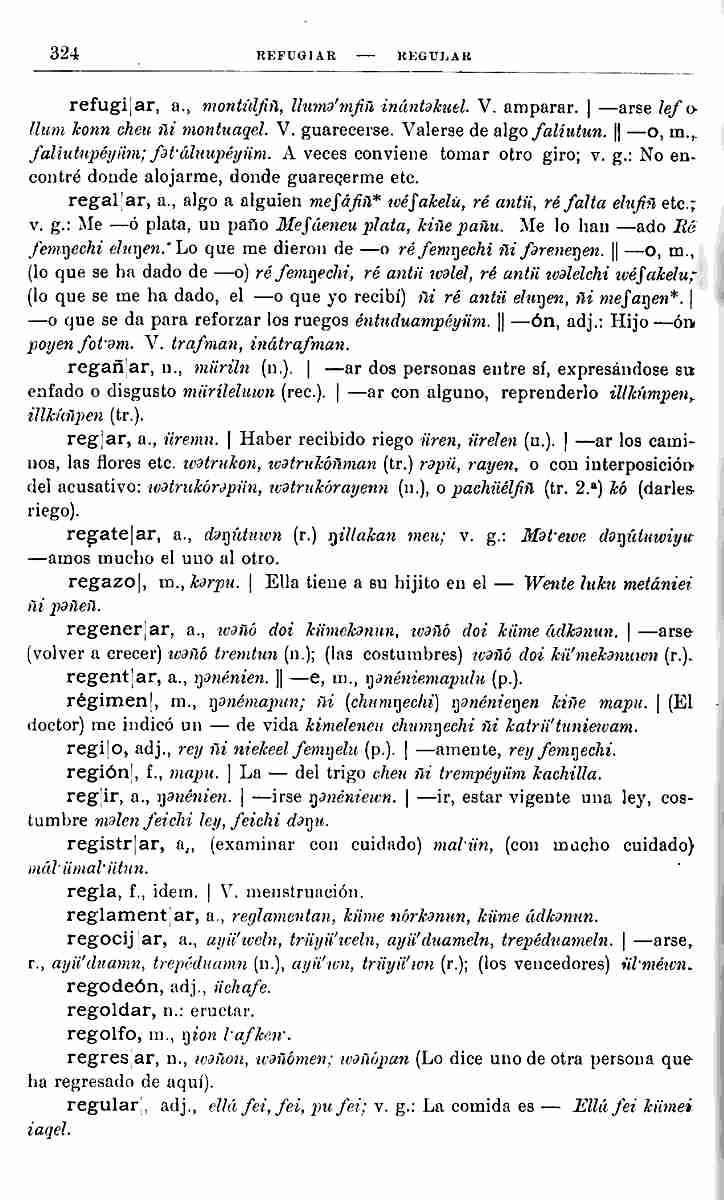 324 REFUGIAR — REGULAR
refugi|ar, a., montúlfiñ, llumə'mfiñ inántəkuel. V. amparar. | —arse lef o
llum konn cheu ñi montuaqel. V. guarecerse. Valerse de algo faliutun. || —o, m.,
faliutupéyüm; fət·áluupéyüm. A veces conviene tomar otro giro; v. g.: No en-
contré donde alojarme, donde guarecerme etc.
regal|ar, a., algo a alguien meʃáfiñ* wéʃakelu, ré antü, ré falta elufiñ etc.;
v. g.: Me —ó plata, un paño Meʃáeneu plata, kiñe pañu. Me lo han —ado Ré
femŋechi eluŋen. Lo que me dieron de —o ré femŋechi ñi fəreneŋen. || —o, m.,
(lo que se ha dado de —o) ré femŋechi, ré antü wəlel, ré antü wəlelchi wéʃakelu;
(lo que se me ha dado, el —o que yo recibí) ñi ré antü eluŋen, ñi meʃaŋen*. |
—o que se da para reforzar los ruegos éntuduampéyüm. || —ón, adj.: Hijo —ón
poyen fot·əm. V. trafman, inátrafman.
regañ|ar, n., müriln (n.). | —ar dos personas entre sí, expresándose su
enfado o disgusto müríleluwn (rec.). | —ar con alguno, reprenderlo illkúmpen,
illkúñpen (tr.).
reg|ar, a., üremn. | Haber recibido riego üren, ürelen (n.). | —ar los cami-
nos, las flores etc. wətrukon, wətrukóñman (tr.) rəpü, rayen, o con interposición
del acusativo: wətrukórəpün, wətrukórayenn (n.), o pachüélfiñ (tr. 2.ª) kó (darles
riego).
regate|ar, a., dəŋútuwn (r.) ŋillakan meu; v. g.: Mət·ewe dəŋútuwiyu
—amos mucho el uno al otro.
regazo|, m., kərpu. | Ella tiene a su hijito en el — Wente luku metániei
ñi pəñeñ.
regener|ar, a., wəñó doi kümekənun, wəñó doi küme ádkənun. | —arse
(volver a crecer) wəñó tremtun (n.); (las costumbres) wəñó doi kü'mekənuwn (r.).
regent|ar, a., ŋənénien. || —e, m., ŋənéniemapulu (p.).
régimen|, m., ŋənémapun; ñi (chumŋechi) ŋənénieŋen kiñe mapu. | (El
doctor) me indicó un — de vida kimeleneu chumŋechi ñi katrü'tuniewam.
regi|o, adj., rey ñi niekeel femŋelu (p.). | —amente, rey femŋechi.
región|, f., mapu. | La — del trigo cheu ñi trempéyüm kachilla.
reg|ir, a., ŋənénien. | —irse ŋənéniewn. | —ir, estar vigente una ley, cos-
tumbre məlen feichi ley, feichi dəŋu.
registr|ar, a., (examinar con cuidado) mal·ün, (con mucho cuidado)
mál·ümal·ütun.
regla, f., idem. | V. menstruación.
reglament|ar, a., reglamentan, küme nórkənun, küme ádkənun.
regocij|ar, a., ayü'weln, trüyü'weln, ayü'duameln, trepéduameln. | —arse,
r., ayü'duamn, trepéduamn (n.), ayü'wn, trüyü'wn (r.); (los vencedores) ül·méwn.
regodeón, adj., üchafe.
regoldar, n.: eructar.
regolfo, m., ŋion l·afken·.
regres|ar, n., wəñon, wəñómen; wəñópan (Lo dice uno de otra persona que
ha regresado de aquí).
regular|, adj., ellá fei, fei, pu fei; v. g.: La comida es — Ellá fei kümei
iaqel.